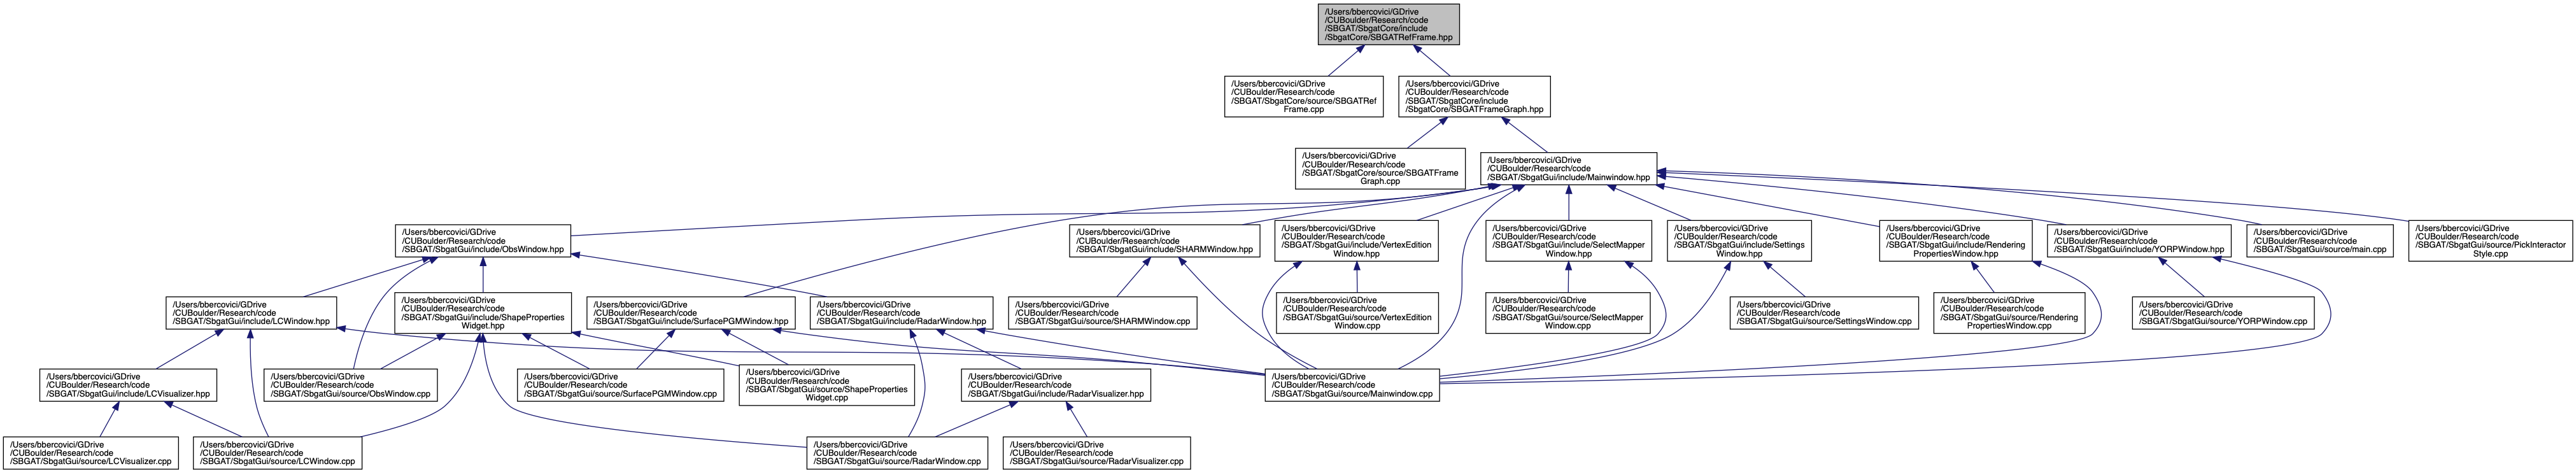 /Users/bbercovici/GDrive
/CUBoulder/Research/code
/SBGAT/SbgatCore/include
/SbgatCore/SBGATRefFrame.hpp
/Users/bbercovici/GDrive
/CUBoulder/Research/code
/SBGAT/SbgatCore/source/SBGATRef
Frame.cpp
/Users/bbercovici/GDrive
/CUBoulder/Research/code
/SBGAT/SbgatCore/include
/SbgatCore/SBGATFrameGraph.hpp
/Users/bbercovici/GDrive
/CUBoulder/Research/code
/SBGAT/SbgatCore/source/SBGATFrame
Graph.cpp
/Users/bbercovici/GDrive
/CUBoulder/Research/code
/SBGAT/SbgatGui/include/Mainwindow.hpp
/Users/bbercovici/GDrive
/CUBoulder/Research/code
/SBGAT/SbgatGui/include/ObsWindow.hpp
/Users/bbercovici/GDrive
/CUBoulder/Research/code
/SBGAT/SbgatGui/include/SHARMWindow.hpp
/Users/bbercovici/GDrive
/CUBoulder/Research/code
/SBGAT/SbgatGui/include/VertexEdition
Window.hpp
/Users/bbercovici/GDrive
/CUBoulder/Research/code
/SBGAT/SbgatGui/include/SelectMapper
Window.hpp
/Users/bbercovici/GDrive
/CUBoulder/Research/code
/SBGAT/SbgatGui/include/Settings
Window.hpp
/Users/bbercovici/GDrive
/CUBoulder/Research/code
/SBGAT/SbgatGui/include/Rendering
PropertiesWindow.hpp
/Users/bbercovici/GDrive
/CUBoulder/Research/code
/SBGAT/SbgatGui/include/YORPWindow.hpp
/Users/bbercovici/GDrive
/CUBoulder/Research/code
/SBGAT/SbgatGui/source/main.cpp
/Users/bbercovici/GDrive
/CUBoulder/Research/code
/SBGAT/SbgatGui/source/PickInteractor
Style.cpp
/Users/bbercovici/GDrive
/CUBoulder/Research/code
/SBGAT/SbgatGui/include/LCWindow.hpp
/Users/bbercovici/GDrive
/CUBoulder/Research/code
/SBGAT/SbgatGui/include/ShapeProperties
Widget.hpp
/Users/bbercovici/GDrive
/CUBoulder/Research/code
/SBGAT/SbgatGui/include/SurfacePGMWindow.hpp
/Users/bbercovici/GDrive
/CUBoulder/Research/code
/SBGAT/SbgatGui/include/RadarWindow.hpp
/Users/bbercovici/GDrive
/CUBoulder/Research/code
/SBGAT/SbgatGui/source/SHARMWindow.cpp
/Users/bbercovici/GDrive
/CUBoulder/Research/code
/SBGAT/SbgatGui/source/VertexEdition
Window.cpp
/Users/bbercovici/GDrive
/CUBoulder/Research/code
/SBGAT/SbgatGui/source/SelectMapper
Window.cpp
/Users/bbercovici/GDrive
/CUBoulder/Research/code
/SBGAT/SbgatGui/source/SettingsWindow.cpp
/Users/bbercovici/GDrive
/CUBoulder/Research/code
/SBGAT/SbgatGui/source/Rendering
PropertiesWindow.cpp
/Users/bbercovici/GDrive
/CUBoulder/Research/code
/SBGAT/SbgatGui/source/YORPWindow.cpp
/Users/bbercovici/GDrive
/CUBoulder/Research/code
/SBGAT/SbgatGui/include/LCVisualizer.hpp
/Users/bbercovici/GDrive
/CUBoulder/Research/code
/SBGAT/SbgatGui/source/ObsWindow.cpp
/Users/bbercovici/GDrive
/CUBoulder/Research/code
/SBGAT/SbgatGui/source/SurfacePGMWindow.cpp
/Users/bbercovici/GDrive
/CUBoulder/Research/code
/SBGAT/SbgatGui/source/ShapeProperties
Widget.cpp
/Users/bbercovici/GDrive
/CUBoulder/Research/code
/SBGAT/SbgatGui/include/RadarVisualizer.hpp
/Users/bbercovici/GDrive
/CUBoulder/Research/code
/SBGAT/SbgatGui/source/Mainwindow.cpp
/Users/bbercovici/GDrive
/CUBoulder/Research/code
/SBGAT/SbgatGui/source/LCVisualizer.cpp
/Users/bbercovici/GDrive
/CUBoulder/Research/code
/SBGAT/SbgatGui/source/LCWindow.cpp
/Users/bbercovici/GDrive
/CUBoulder/Research/code
/SBGAT/SbgatGui/source/RadarWindow.cpp
/Users/bbercovici/GDrive
/CUBoulder/Research/code
/SBGAT/SbgatGui/source/RadarVisualizer.cpp